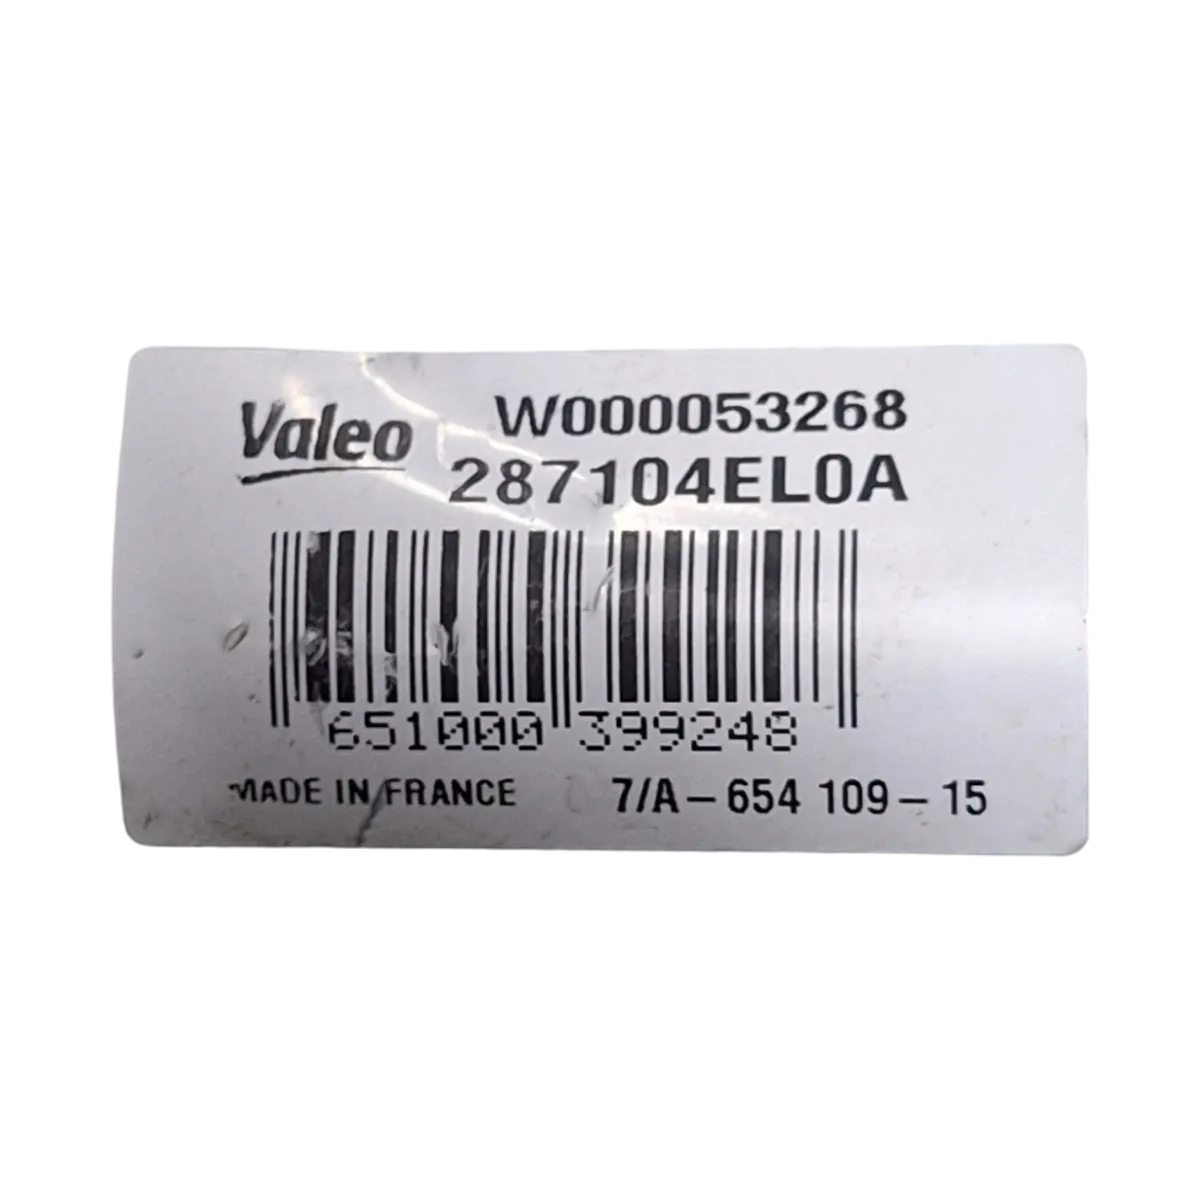 Valeo W000053268
287104EL0A
651000 399248
MADE IN FRANCE 7/A-654 109-15